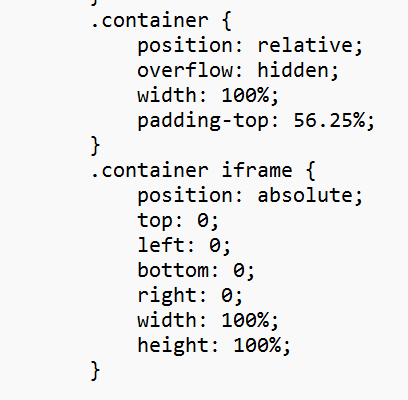 }
.container {
position: relative;
overflow: hidden;
width: 100%;
padding-top: 56.25%;
}
.container iframe {
position: absolute;
top: 0;
left: 0;
bottom: 0;
right: 0;
width: 100%;
height: 100%;
}